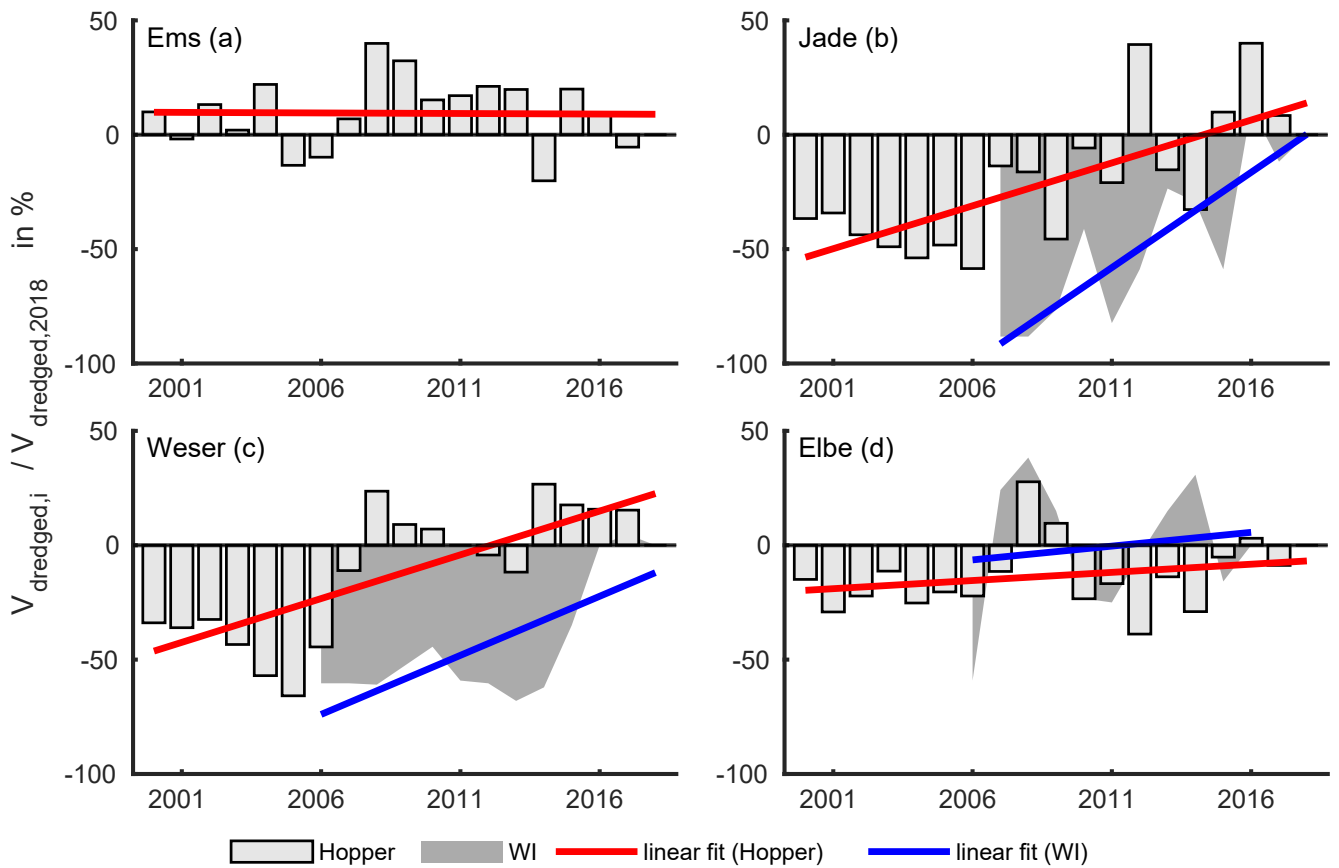 V dredged,i / V dredged,2018 in %
Ems (a)
50
0
-50
-100
2001 2006 2011 2016
Jade (b)
50
0
-50
-100
2001 2006 2011 2016
Weser (c)
50
0
-50
-100
2001 2006 2011 2016
Elbe (d)
50
0
-50
-100
2001 2006 2011 2016
Hopper WI linear fit (Hopper) linear fit (WI)